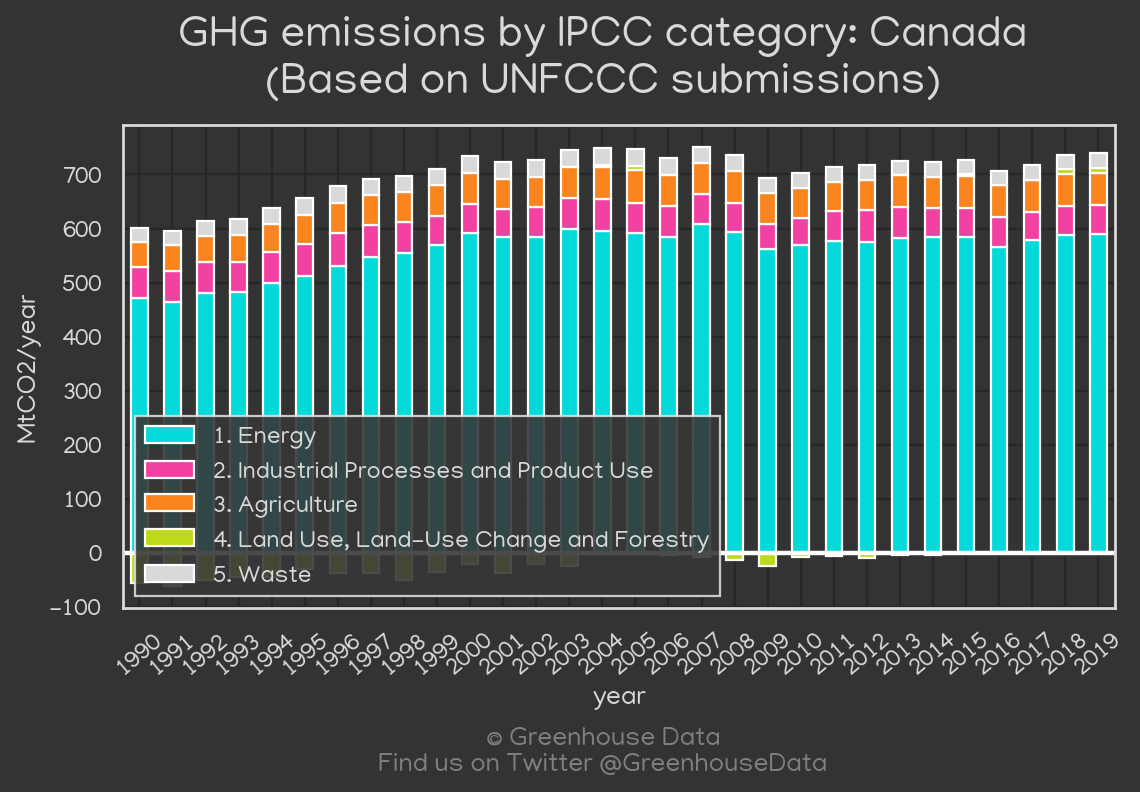 GHG emissions by IPCC category: Canada
(Based on UNFCCC submissions)
MtCO2/year
700
600
500
400
300
200
100
0
-100
1. Energy
2. Industrial Processes and Product Use
3. Agriculture
4. Land Use, Land-Use Change and Forestry
5. Waste
1990 1991 1992 1993 1994 1995 1996 1997 1998 1999 2000 2001 2002 2003 2004 2005 2006 2007 2008 2009 2010 2011 2012 2013 2014 2015 2016 2017 2018 2019
year
© Greenhouse Data
Find us on Twitter @GreenhouseData